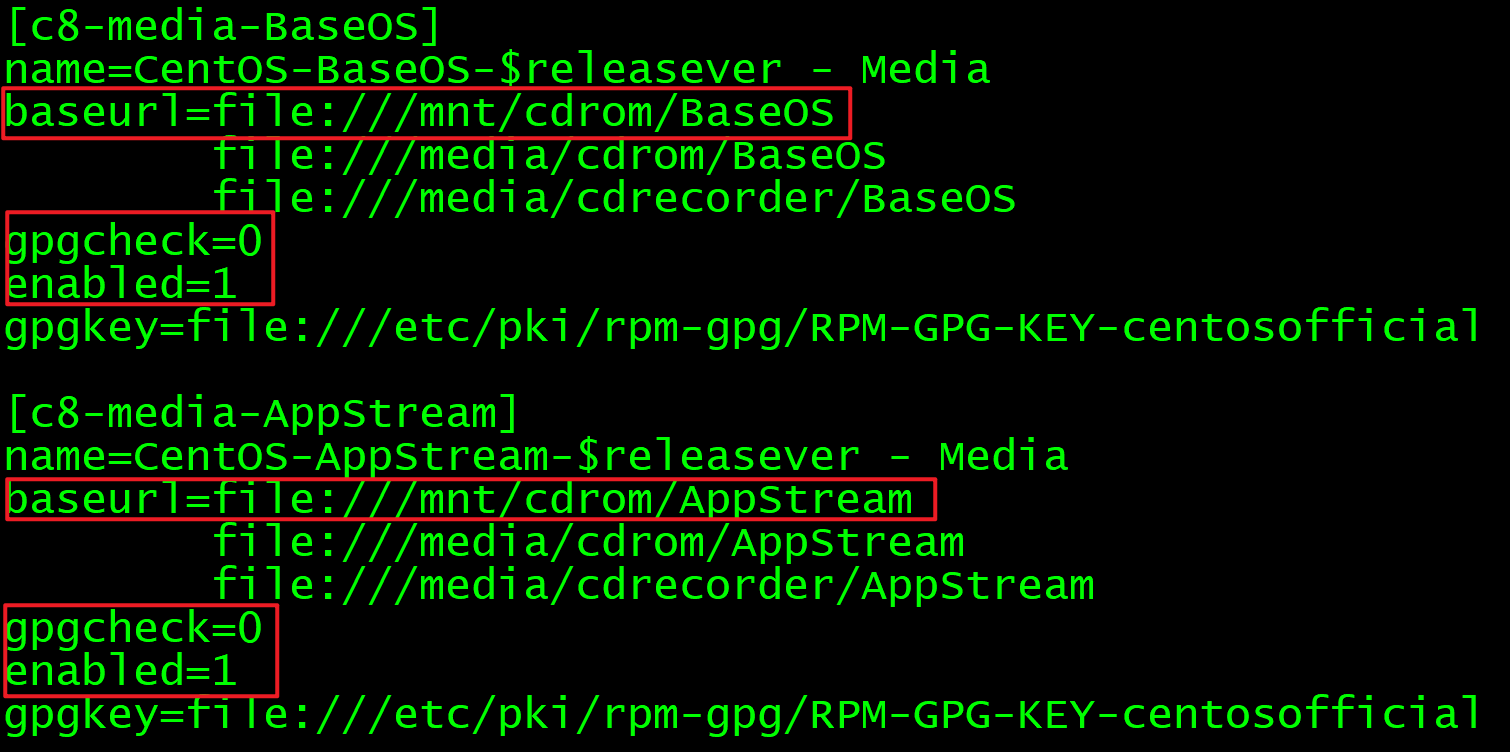 [c8-media-BaseOS]
name=CentOS-BaseOS-$releasever - Media
baseurl=file:///mnt/cdrom/BaseOS
        file:///media/cdrom/BaseOS
        file:///media/cdrecorder/BaseOS
gpgcheck=0
enabled=1
gpgkey=file:///etc/pki/rpm-gpg/RPM-GPG-KEY-centosofficial

[c8-media-AppStream]
name=CentOS-AppStream-$releasever - Media
baseurl=file:///mnt/cdrom/AppStream
        file:///media/cdrom/AppStream
        file:///media/cdrecorder/AppStream
gpgcheck=0
enabled=1
gpgkey=file:///etc/pki/rpm-gpg/RPM-GPG-KEY-centosofficial